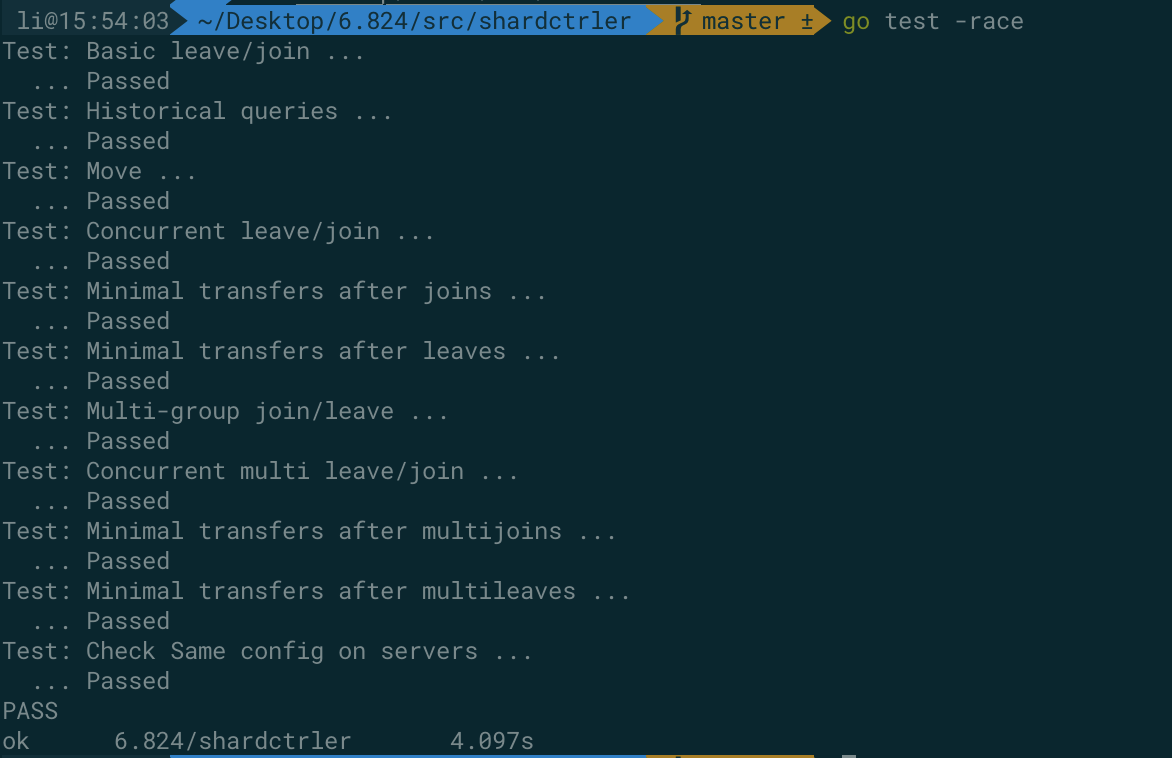 li@15:54:03 ~/Desktop/6.824/src/shardctrler master ± go test -race
Test: Basic leave/join ...
  ... Passed
Test: Historical queries ...
  ... Passed
Test: Move ...
  ... Passed
Test: Concurrent leave/join ...
  ... Passed
Test: Minimal transfers after joins ...
  ... Passed
Test: Minimal transfers after leaves ...
  ... Passed
Test: Multi-group join/leave ...
  ... Passed
Test: Concurrent multi leave/join ...
  ... Passed
Test: Minimal transfers after multijoins ...
  ... Passed
Test: Minimal transfers after multileaves ...
  ... Passed
Test: Check Same config on servers ...
  ... Passed
PASS
ok      6.824/shardctrler       4.097s